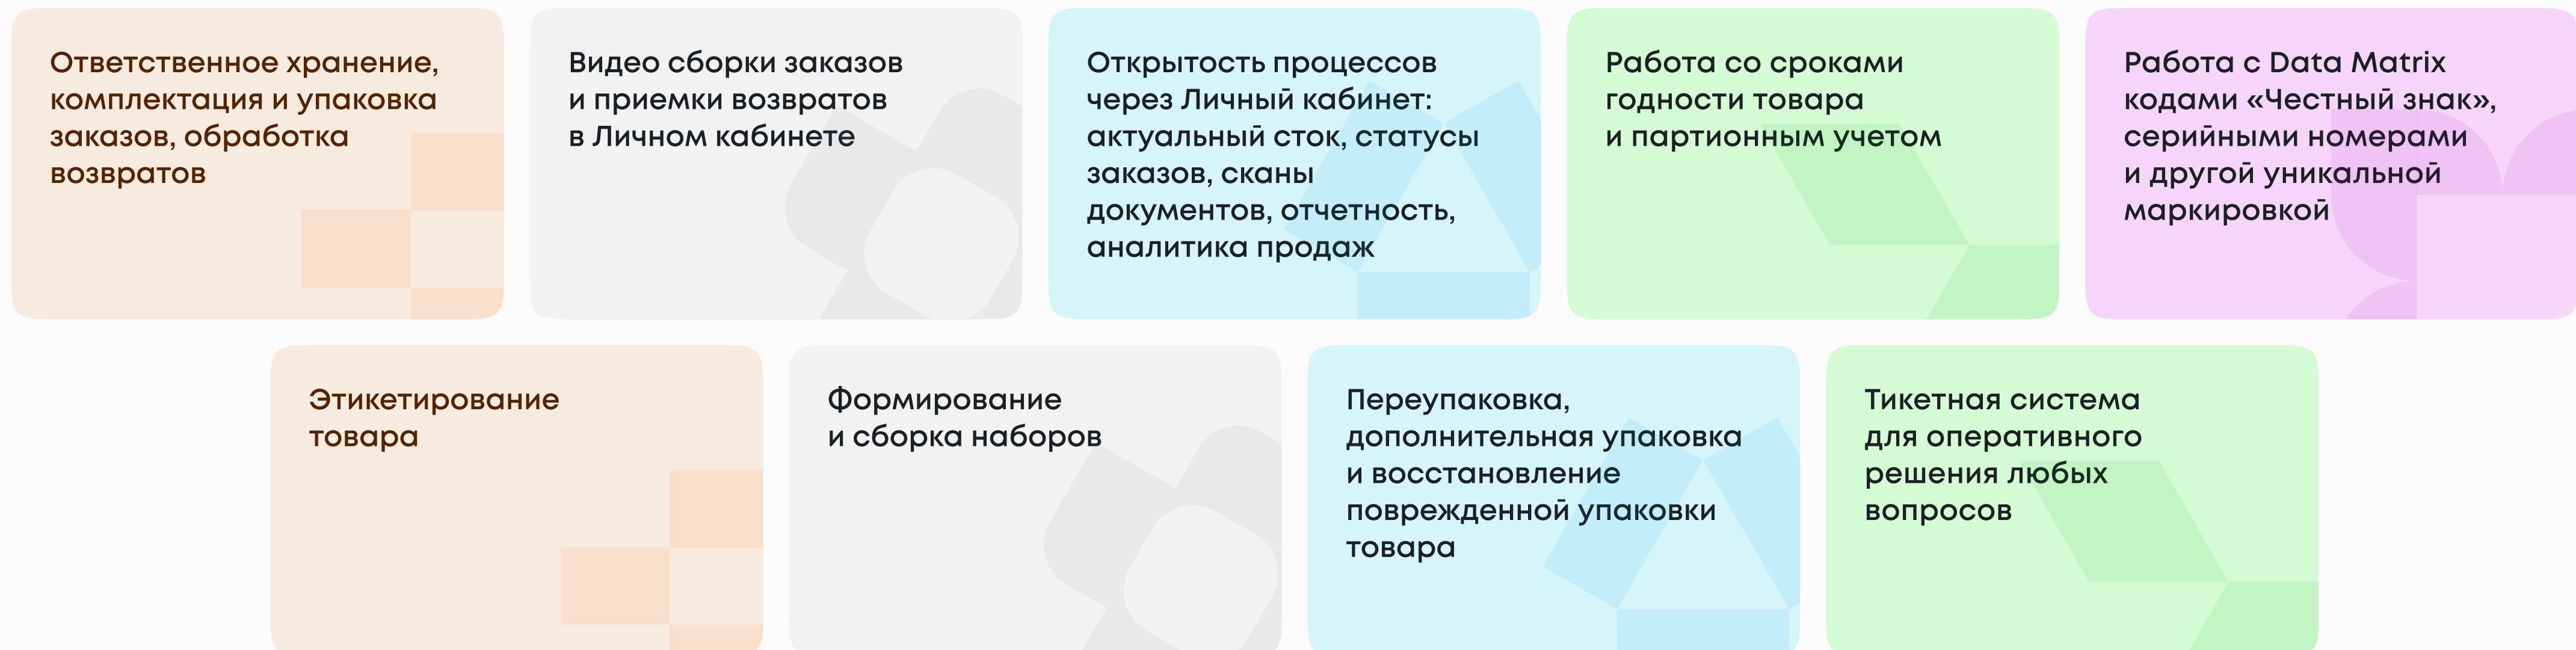 Ответственное хранение,
комплектация и упаковка
заказов, обработка
возвратов
Видео сборки заказов
и приемки возвратов
в Личном кабинете
Открытость процессов
через Личный кабинет:
актуальный сток, статусы
заказов, сканы
документов, отчетность,
аналитика продаж
Работа со сроками
годности товара
и партионным учетом
Работа с Data Matrix
кодами «Честный знак»,
серийными номерами
и другой уникальной
маркировкой
Этикетирование
товара
Формирование
и сборка наборов
Переупаковка,
дополнительная упаковка
и восстановление
поврежденной упаковки
товара
Тикетная система
для оперативного
решения любых
вопросов